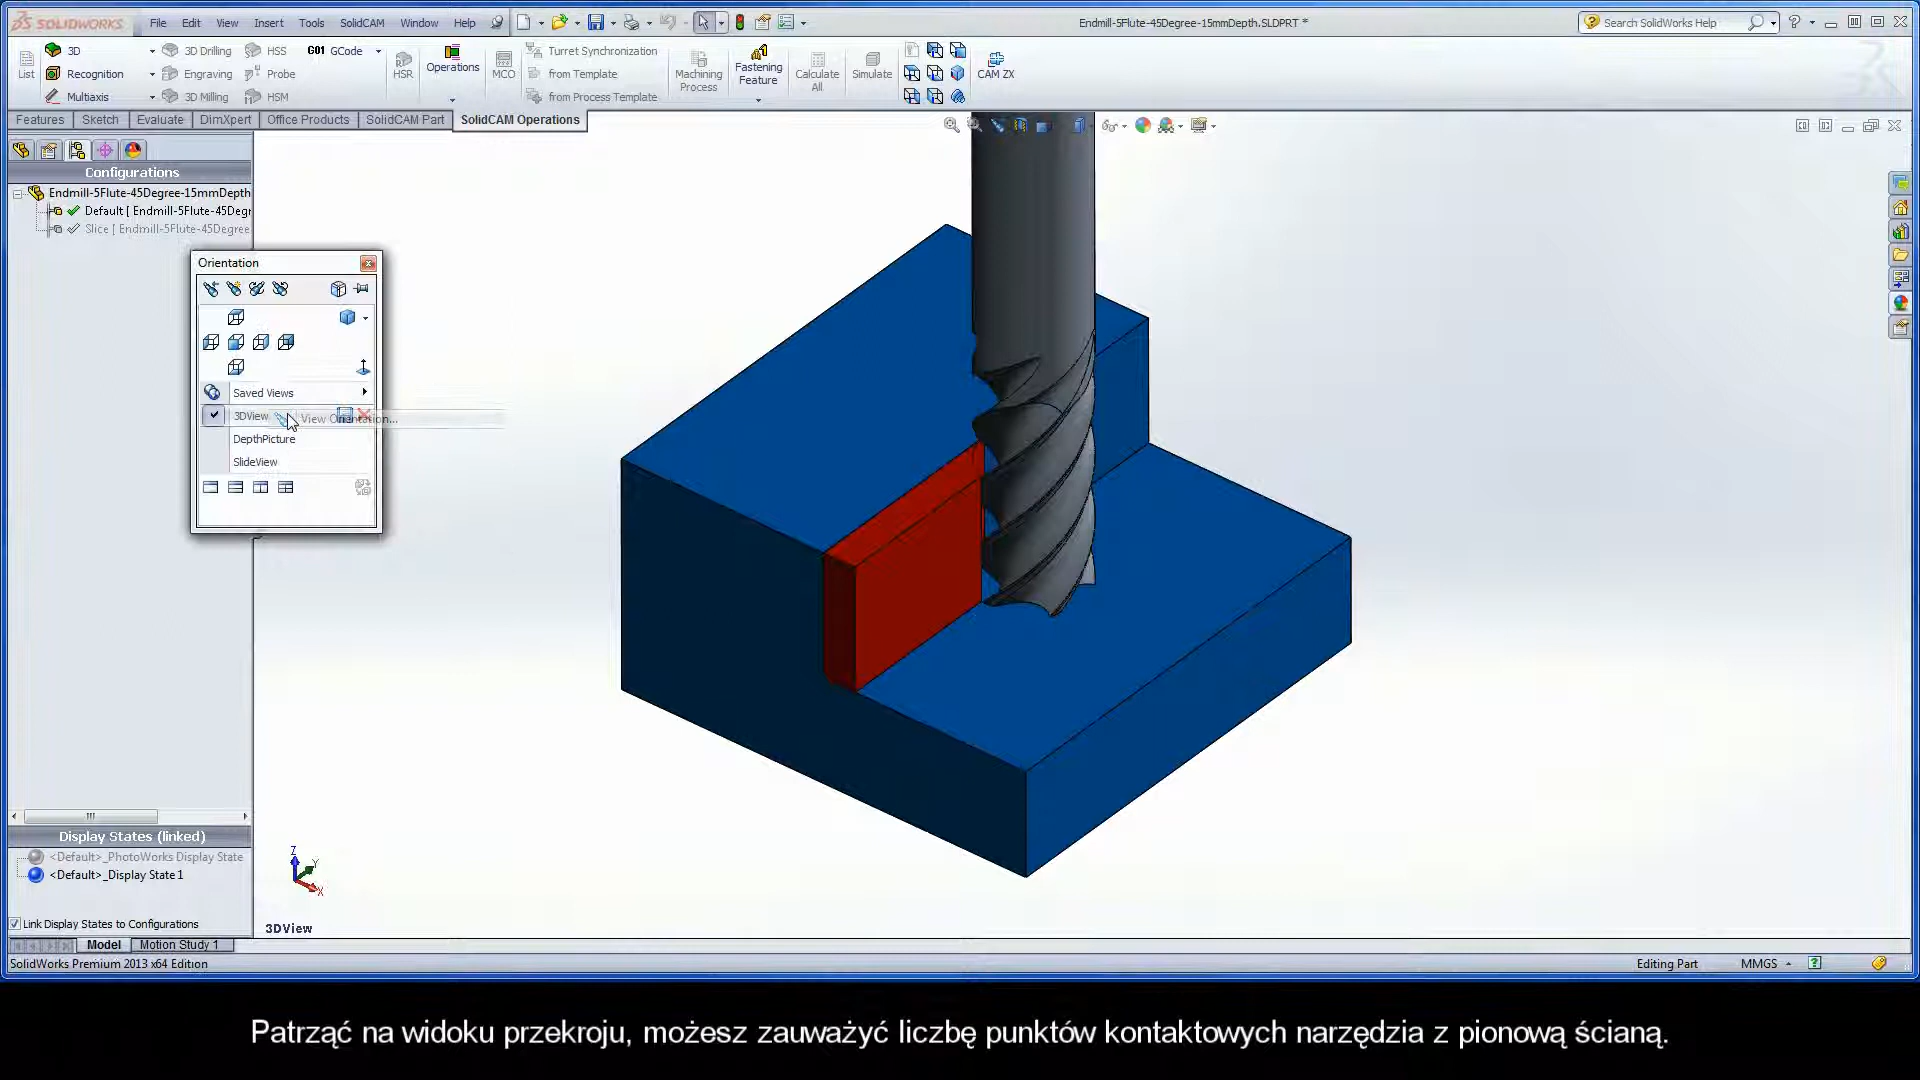 SOLIDWORKS File Edit View Insert Tools SolidCAM Window Help
Endmill-5Flute-45Degree-15mmDepth.SLDPRT *
Search SolidWorks Help
List
3D
Recognition
Multiaxis
3D Drilling
Engraving
3D Milling
HSS
Probe
HSM
G01 GCode
HSR
Operations
MCO
Turret Synchronization
from Template
from Process Template
Machining Process
Fastening Feature
Calculate All
Simulate
CAM ZX
Features Sketch Evaluate DimXpert Office Products SolidCAM Part SolidCAM Operations
Configurations
Endmill-5Flute-45Degree-15mmDepth
Default [ Endmill-5Flute-45Degr
Slice [ Endmill-5Flute-45Degree
Orientation
Saved Views
3DView
View Orientation...
DepthPicture
SlideView
Display States (linked)
<Default>_PhotoWorks Display State
<Default>_Display State 1
Link Display States to Configurations
Z
Y
X
3DView
Model Motion Study 1
SolidWorks Premium 2013 x64 Edition
Editing Part MMGS
Patrząć na widoku przekroju, możesz zauważyć liczbę punktów kontaktowych narzędzia z pionową ścianą.